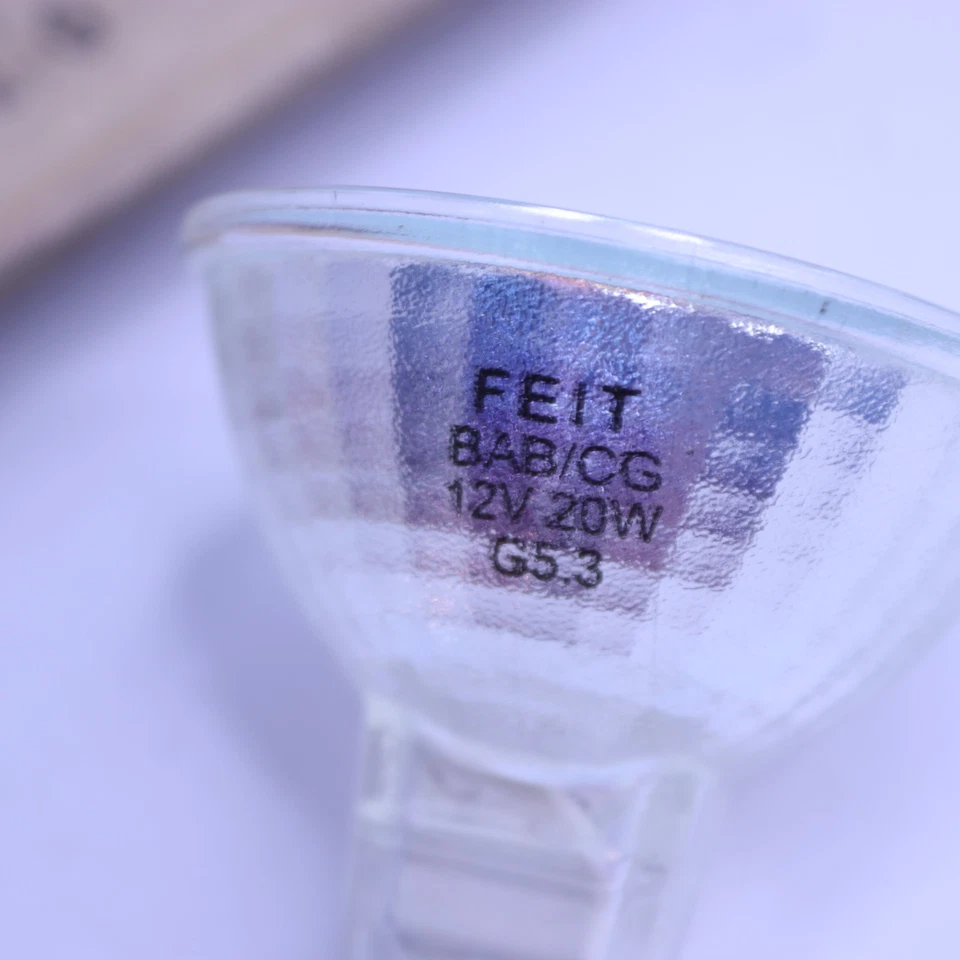 FEIT
BAB/CG
12V 20W
G5.3